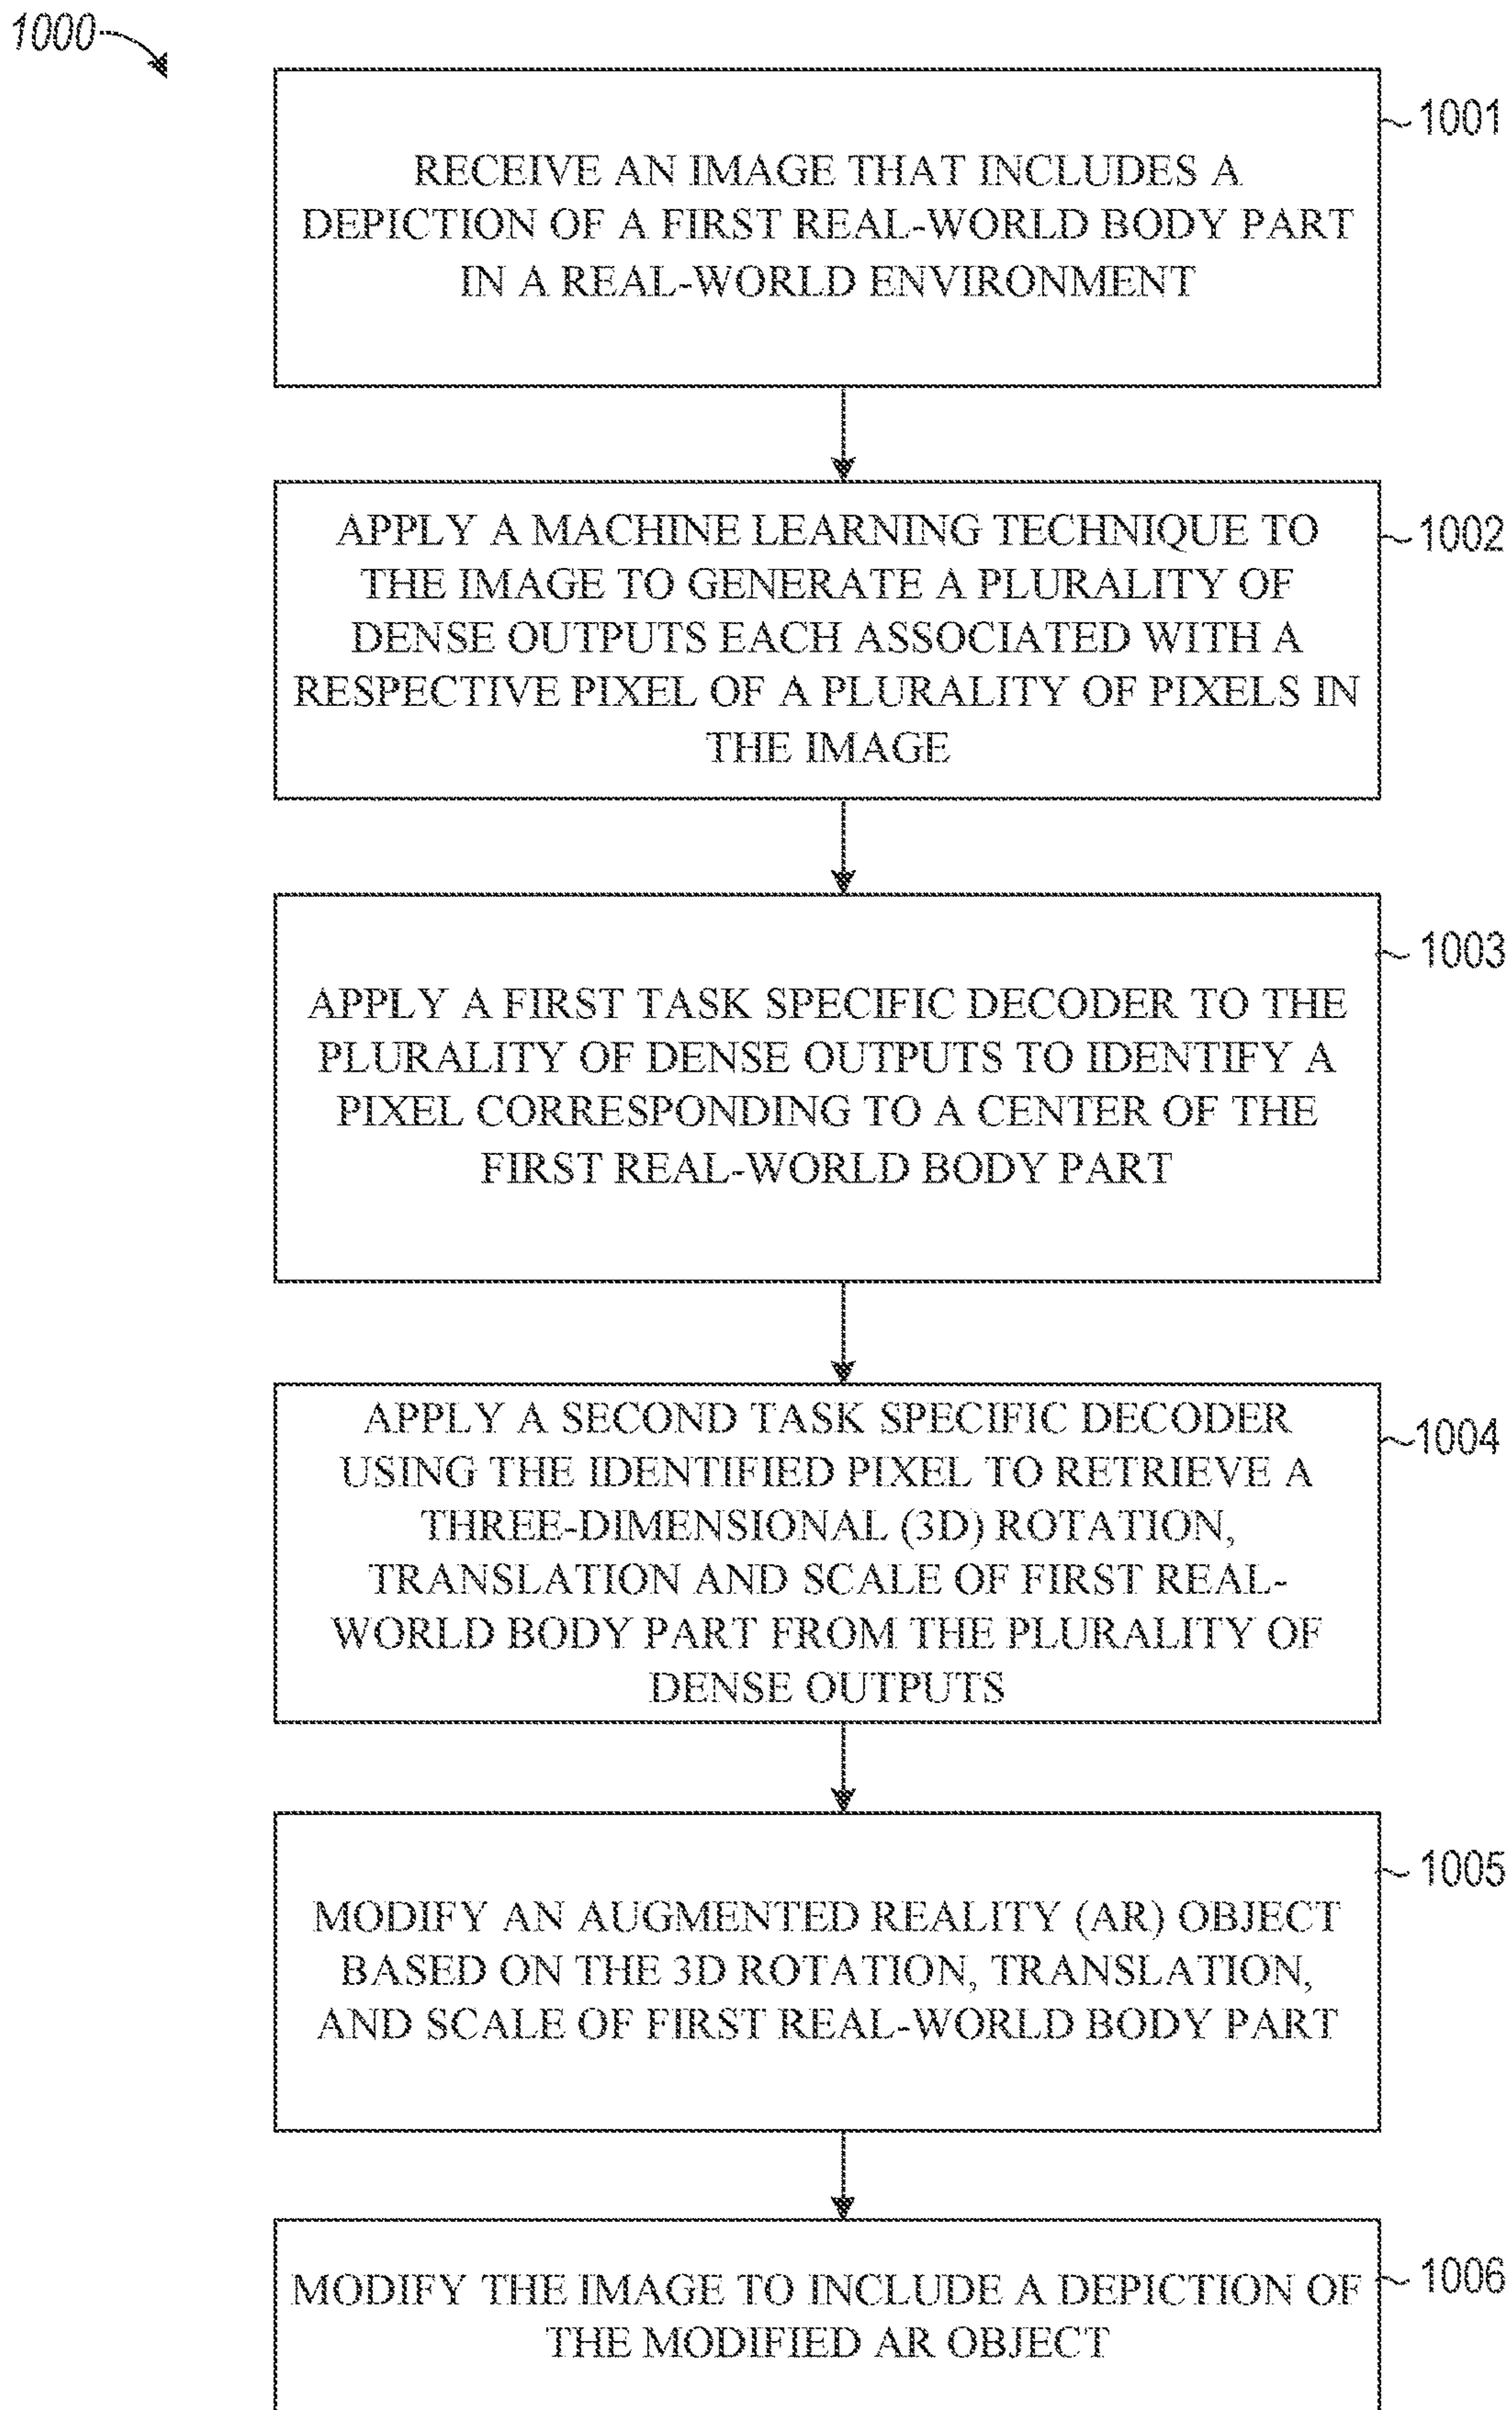 1000
1001
RECEIVE AN IMAGE THAT INCLUDES A
DEPICTION OF A FIRST REAL-WORLD BODY PART
IN A REAL-WORLD ENVIRONMENT
1002
APPLY A MACHINE LEARNING TECHNIQUE TO
THE IMAGE TO GENERATE A PLURALITY OF
DENSE OUTPUTS EACH ASSOCIATED WITH A
RESPECTIVE PIXEL OF A PLURALITY OF PIXELS IN
THE IMAGE
1003
APPLY A FIRST TASK SPECIFIC DECODER TO THE
PLURALITY OF DENSE OUTPUTS TO IDENTIFY A
PIXEL CORRESPONDING TO A CENTER OF THE
FIRST REAL-WORLD BODY PART
1004
APPLY A SECOND TASK SPECIFIC DECODER
USING THE IDENTIFIED PIXEL TO RETRIEVE A
THREE-DIMENSIONAL (3D) ROTATION,
TRANSLATION AND SCALE OF FIRST REAL-
WORLD BODY PART FROM THE PLURALITY OF
DENSE OUTPUTS
1005
MODIFY AN AUGMENTED REALITY (AR) OBJECT
BASED ON THE 3D ROTATION, TRANSLATION,
AND SCALE OF FIRST REAL-WORLD BODY PART
1006
MODIFY THE IMAGE TO INCLUDE A DEPICTION OF
THE MODIFIED AR OBJECT